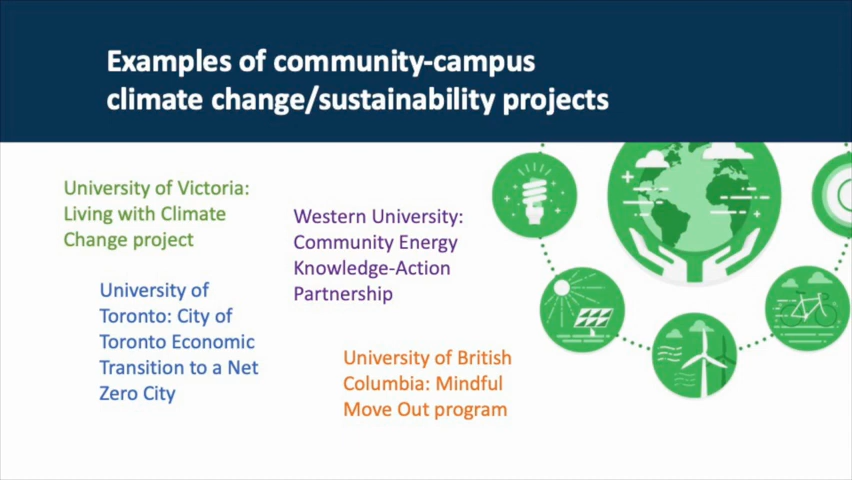 Examples of community-campus
climate change/sustainability projects
University of Victoria:
Living with Climate
Change project
Western University:
Community Energy
Knowledge-Action
Partnership
University of
Toronto: City of
Toronto Economic
Transition to a Net
Zero City
University of British
Columbia: Mindful
Move Out program